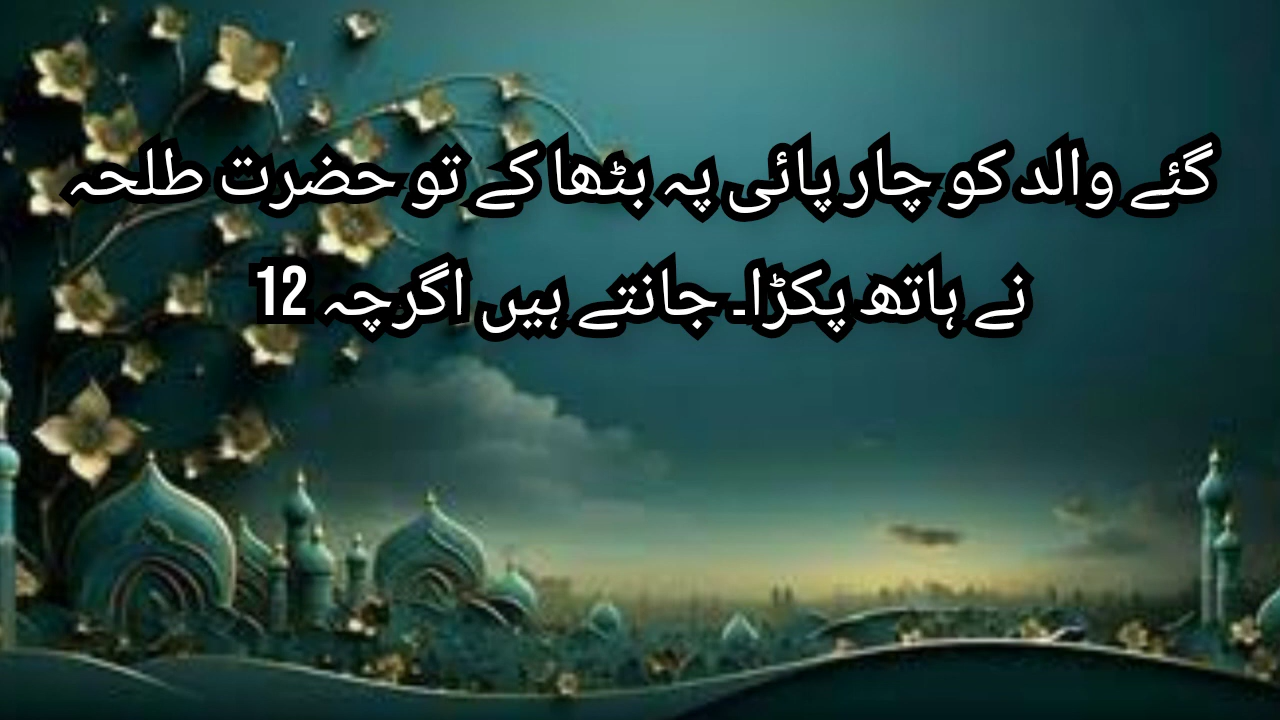 گئے والد کو چار پائی پہ بٹھا کے تو حضرت طلحہ
نے ہاتھ پکڑا۔ جانتے ہیں اگرچہ 12